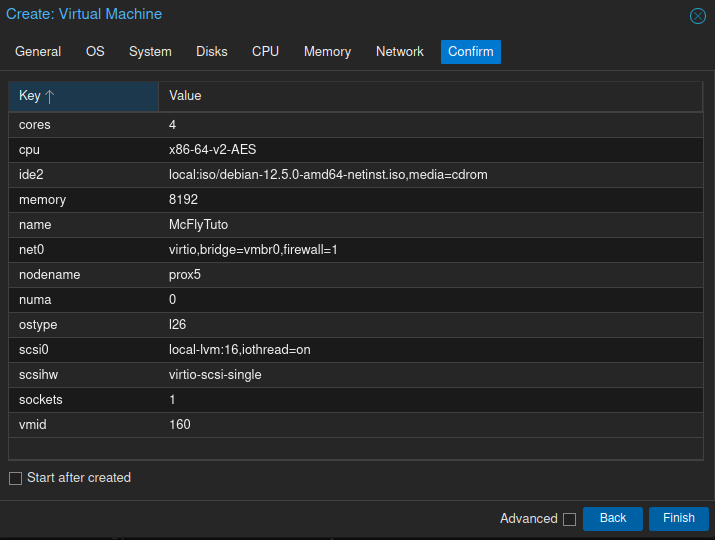 Create: Virtual Machine
General OS System Disks CPU Memory Network Confirm
Key Value
cores 4
cpu x86-64-v2-AES
ide2 local:iso/debian-12.5.0-amd64-netinst.iso,media=cdrom
memory 8192
name McFlyTuto
net0 virtio,bridge=vmbr0,firewall=1
nodename prox5
numa 0
ostype l26
scsi0 local-lvm:16,iothread=on
scsihw virtio-scsi-single
sockets 1
vmid 160
Start after created
Advanced Back Finish